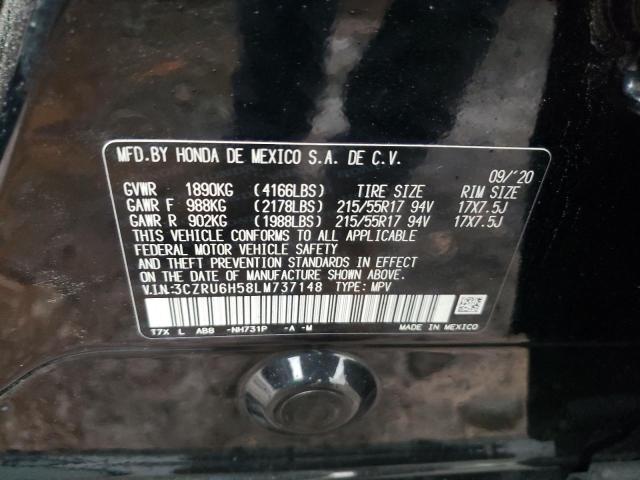 MFD.BY HONDA DE MEXICO S.A. DE C.V.
09/'20
GVWR 1890KG (4166LBS) TIRE SIZE RIM SIZE
GAWR F 988KG (2178LBS) 215/55R17 94V 17X7.5J
GAWR R 902KG (1988LBS) 215/55R17 94V 17X7.5J
THIS VEHICLE CONFORMS TO ALL APPLICABLE
FEDERAL MOTOR VEHICLE SAFETY
AND THEFT PREVENTION STANDARDS IN EFFECT
ON THE DATE OF MANUFACTURE SHOWN ABOVE.
V.I.N:3CZRU6H58LM737148 TYPE: MPV
T7X L AB8 -NH731P -A -M MADE IN MEXICO